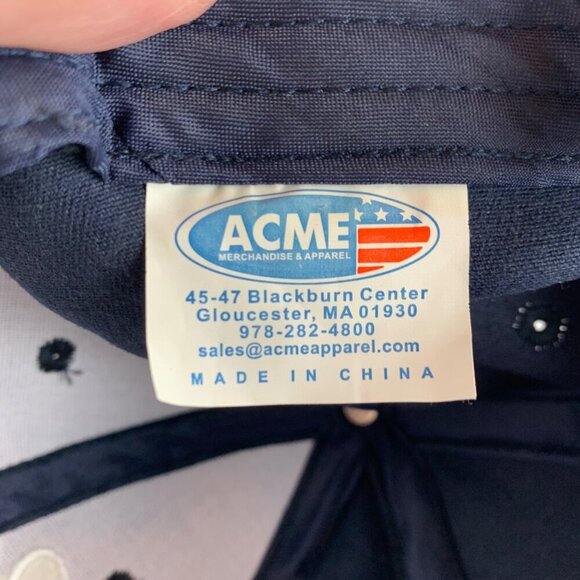 ACME
MERCHANDISE & APPAREL
45-47 Blackburn Center
Gloucester, MA 01930
978-282-4800
sales@acmeapparel.com
MADE IN CHINA